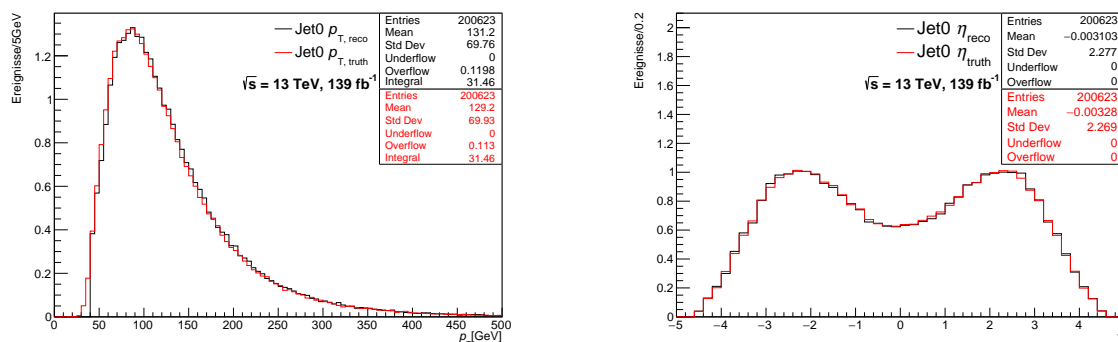 Jet0 p_T, reco
Jet0 p_T, truth
√s = 13 TeV, 139 fb⁻¹
Entries 200623
Mean 131.2
Std Dev 69.76
Underflow 0
Overflow 0.1198
Integral 31.46
Entries 200623
Mean 129.2
Std Dev 69.93
Underflow 0
Overflow 0.113
Integral 31.46
Ereignisse/5GeV
1.2
1
0.8
0.6
0.4
0.2
0
0 50 100 150 200 250 300 350 400 450 500
[GeV]
Jet0 η_reco
Jet0 η_truth
√s = 13 TeV, 139 fb⁻¹
Entries 200623
Mean −0.003103
Std Dev 2.277
Underflow 0
Overflow 0
Entries 200623
Mean −0.00328
Std Dev 2.269
Underflow 0
Overflow 0
Ereignisse/0.2
2
1.8
1.6
1.4
1.2
1
0.8
0.6
0.4
0.2
0
−5 −4 −3 −2 −1 0 1 2 3 4